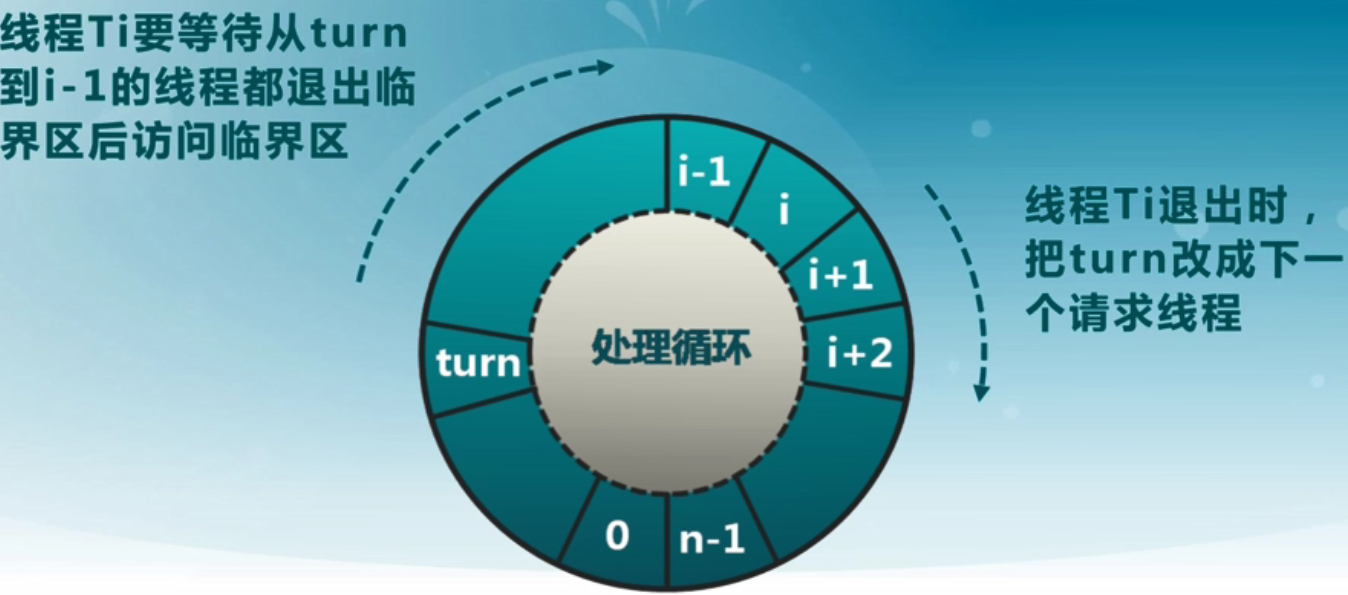 线程Ti要等待从turn
到i-1的线程都退出临
界区后访问临界区
i-1
i
i+1
i+2
turn
处理循环
0
n-1
线程Ti退出时，
把turn改成下一
个请求线程